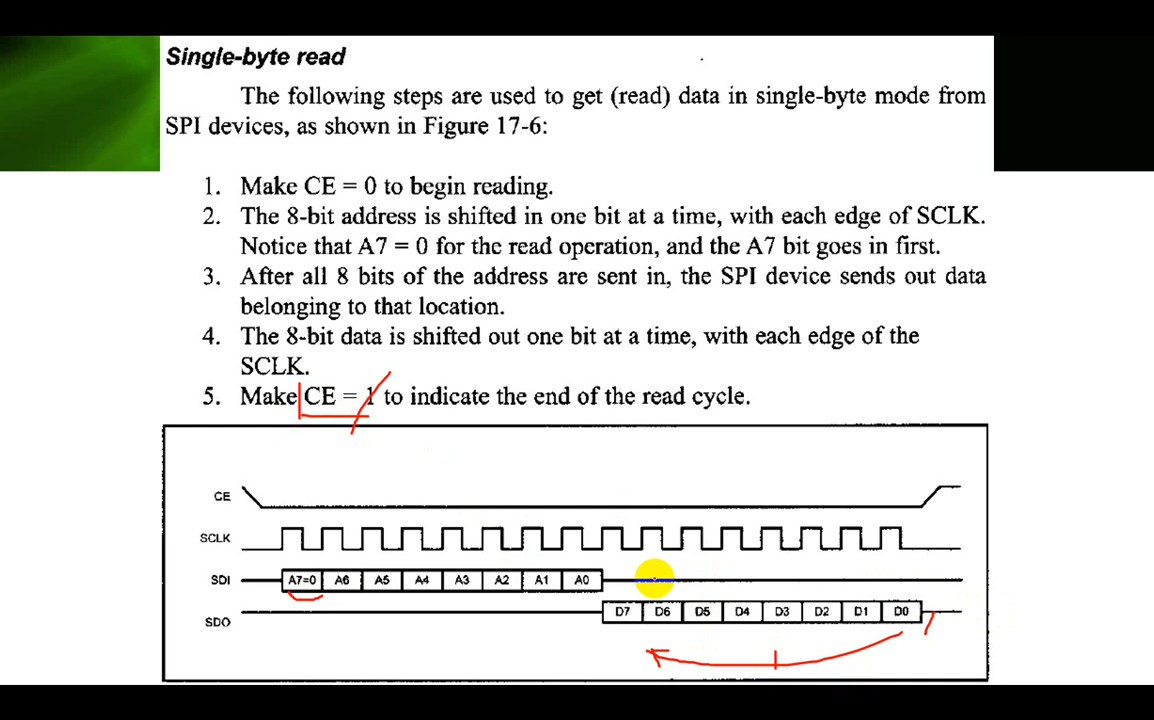 Single-byte read
The following steps are used to get (read) data in single-byte mode from
SPI devices, as shown in Figure 17-6:
1. Make CE = 0 to begin reading.
2. The 8-bit address is shifted in one bit at a time, with each edge of SCLK.
Notice that A7 = 0 for the read operation, and the A7 bit goes in first.
3. After all 8 bits of the address are sent in, the SPI device sends out data
belonging to that location.
4. The 8-bit data is shifted out one bit at a time, with each edge of the
SCLK.
5. Make CE = 1 to indicate the end of the read cycle.
CE
SCLK
SDI A7=0 A6 A5 A4 A3 A2 A1 A0
SDO D7 D6 D5 D4 D3 D2 D1 D0